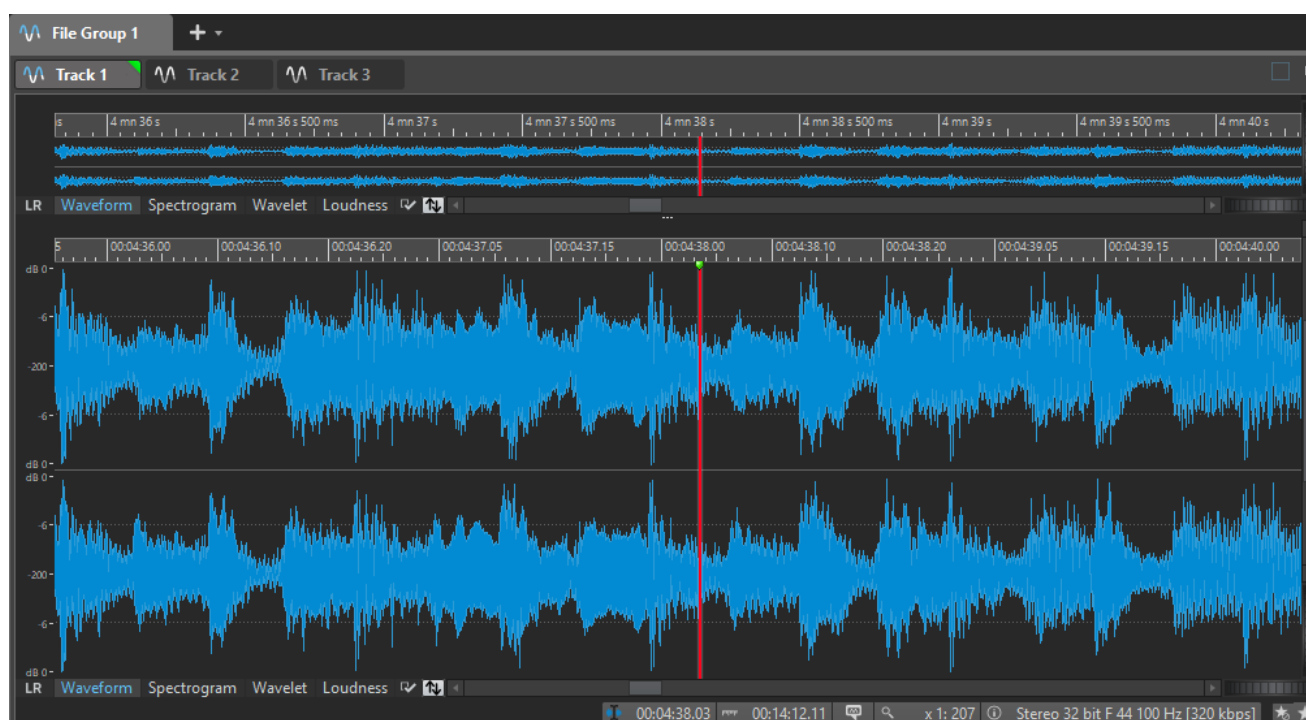 File Group 1
Track 1 Track 2 Track 3
s 4 mn 36 s 4 mn 36 s 500 ms 4 mn 37 s 4 mn 37 s 500 ms 4 mn 38 s 4 mn 38 s 500 ms 4 mn 39 s 4 mn 39 s 500 ms 4 mn 40 s
LR Waveform Spectrogram Wavelet Loudness
5 00:04:36.00 00:04:36.10 00:04:36.20 00:04:37.05 00:04:37.15 00:04:38.00 00:04:38.10 00:04:38.20 00:04:39.05 00:04:39.15 00:04:40.00
dB 0
-6
-200
-6
dB 0
dB 0
-6
-200
-6
dB 0
LR Waveform Spectrogram Wavelet Loudness
00:04:38.03 00:14:12.11 x 1: 207 Stereo 32 bit F 44 100 Hz [320 kbps]